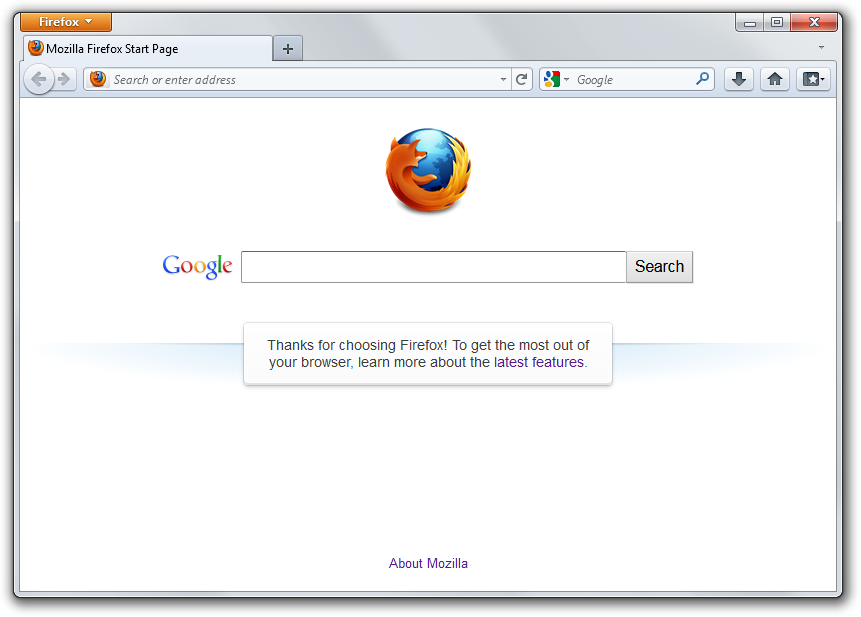 Firefox
Mozilla Firefox Start Page
Search or enter address
Google
Google
Search
Thanks for choosing Firefox! To get the most out of
your browser, learn more about the latest features.
About Mozilla